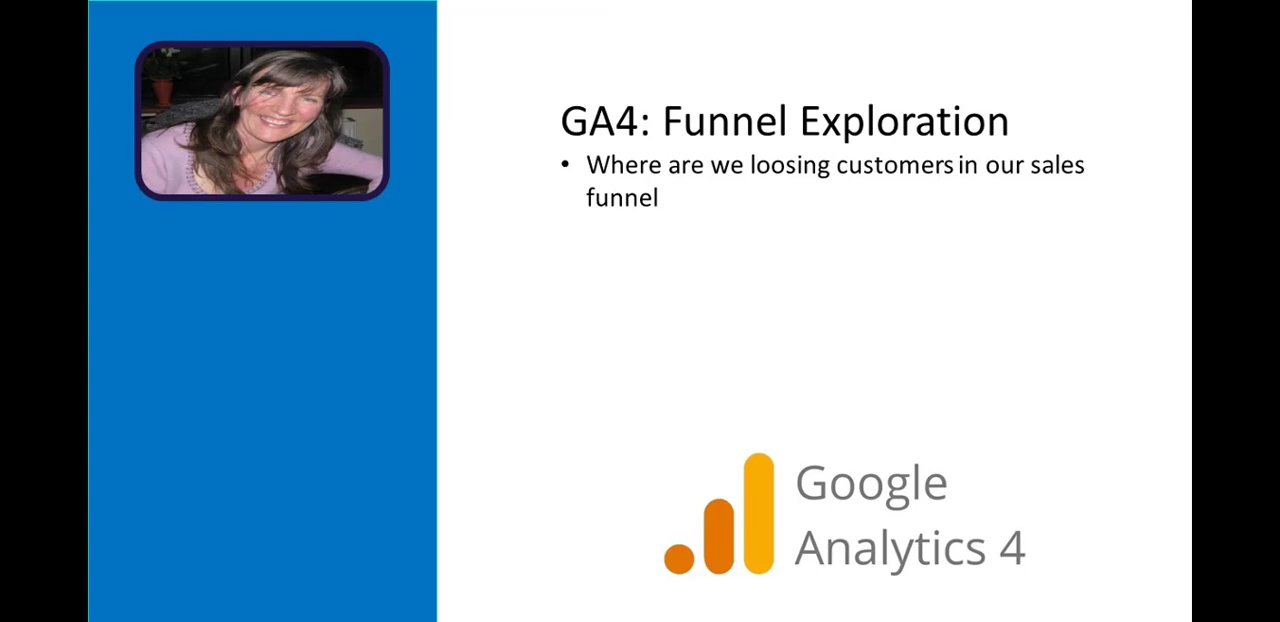 GA4: Funnel Exploration
• Where are we loosing customers in our sales
funnel
Google
Analytics 4